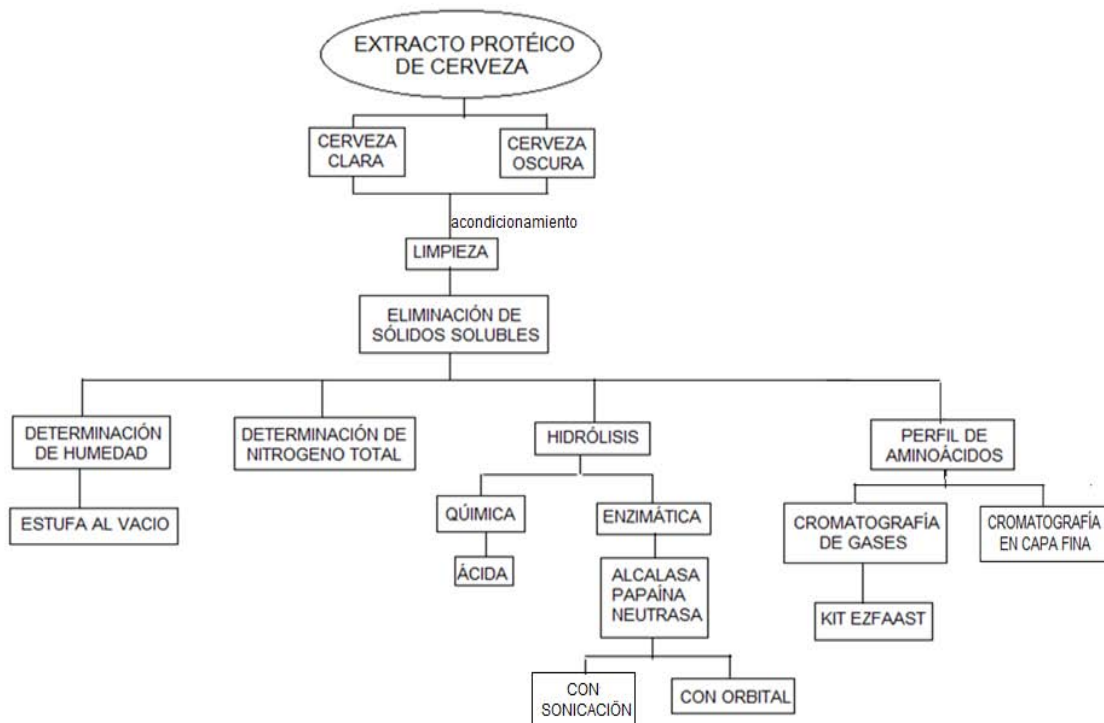 EXTRACTO PROTÉICO
DE CERVEZA
CERVEZA
CLARA
CERVEZA
OSCURA
acondicionamiento
LIMPIEZA
ELIMINACIÓN DE
SÓLIDOS SOLUBLES
DETERMINACIÓN
DE HUMEDAD
ESTUFA AL VACIO
DETERMINACIÓN DE
NITROGENO TOTAL
HIDRÓLISIS
QÚIMICA
ÁCIDA
ENZIMÁTICA
ALCALASA
PAPAÍNA
NEUTRASA
CON
SONICACIÓN
CON ORBITAL
PERFIL DE
AMINOÁCIDOS
CROMATOGRAFÍA
DE GASES
KIT EZFAAST
CROMATOGRAFÍA
EN CAPA FINA